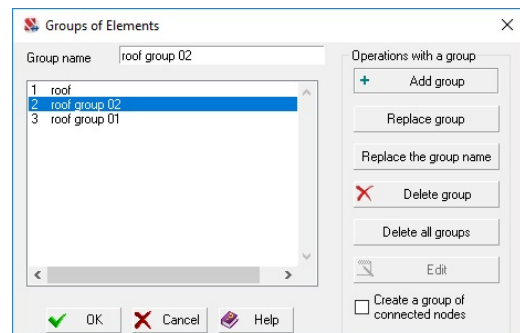 Groups of Elements
Group name
roof group 02
1 roof
2 roof group 02
3 roof group 01
OK
Cancel
Help
Operations with a group
Add group
Replace group
Replace the group name
Delete group
Delete all groups
Edit
Create a group of
connected nodes